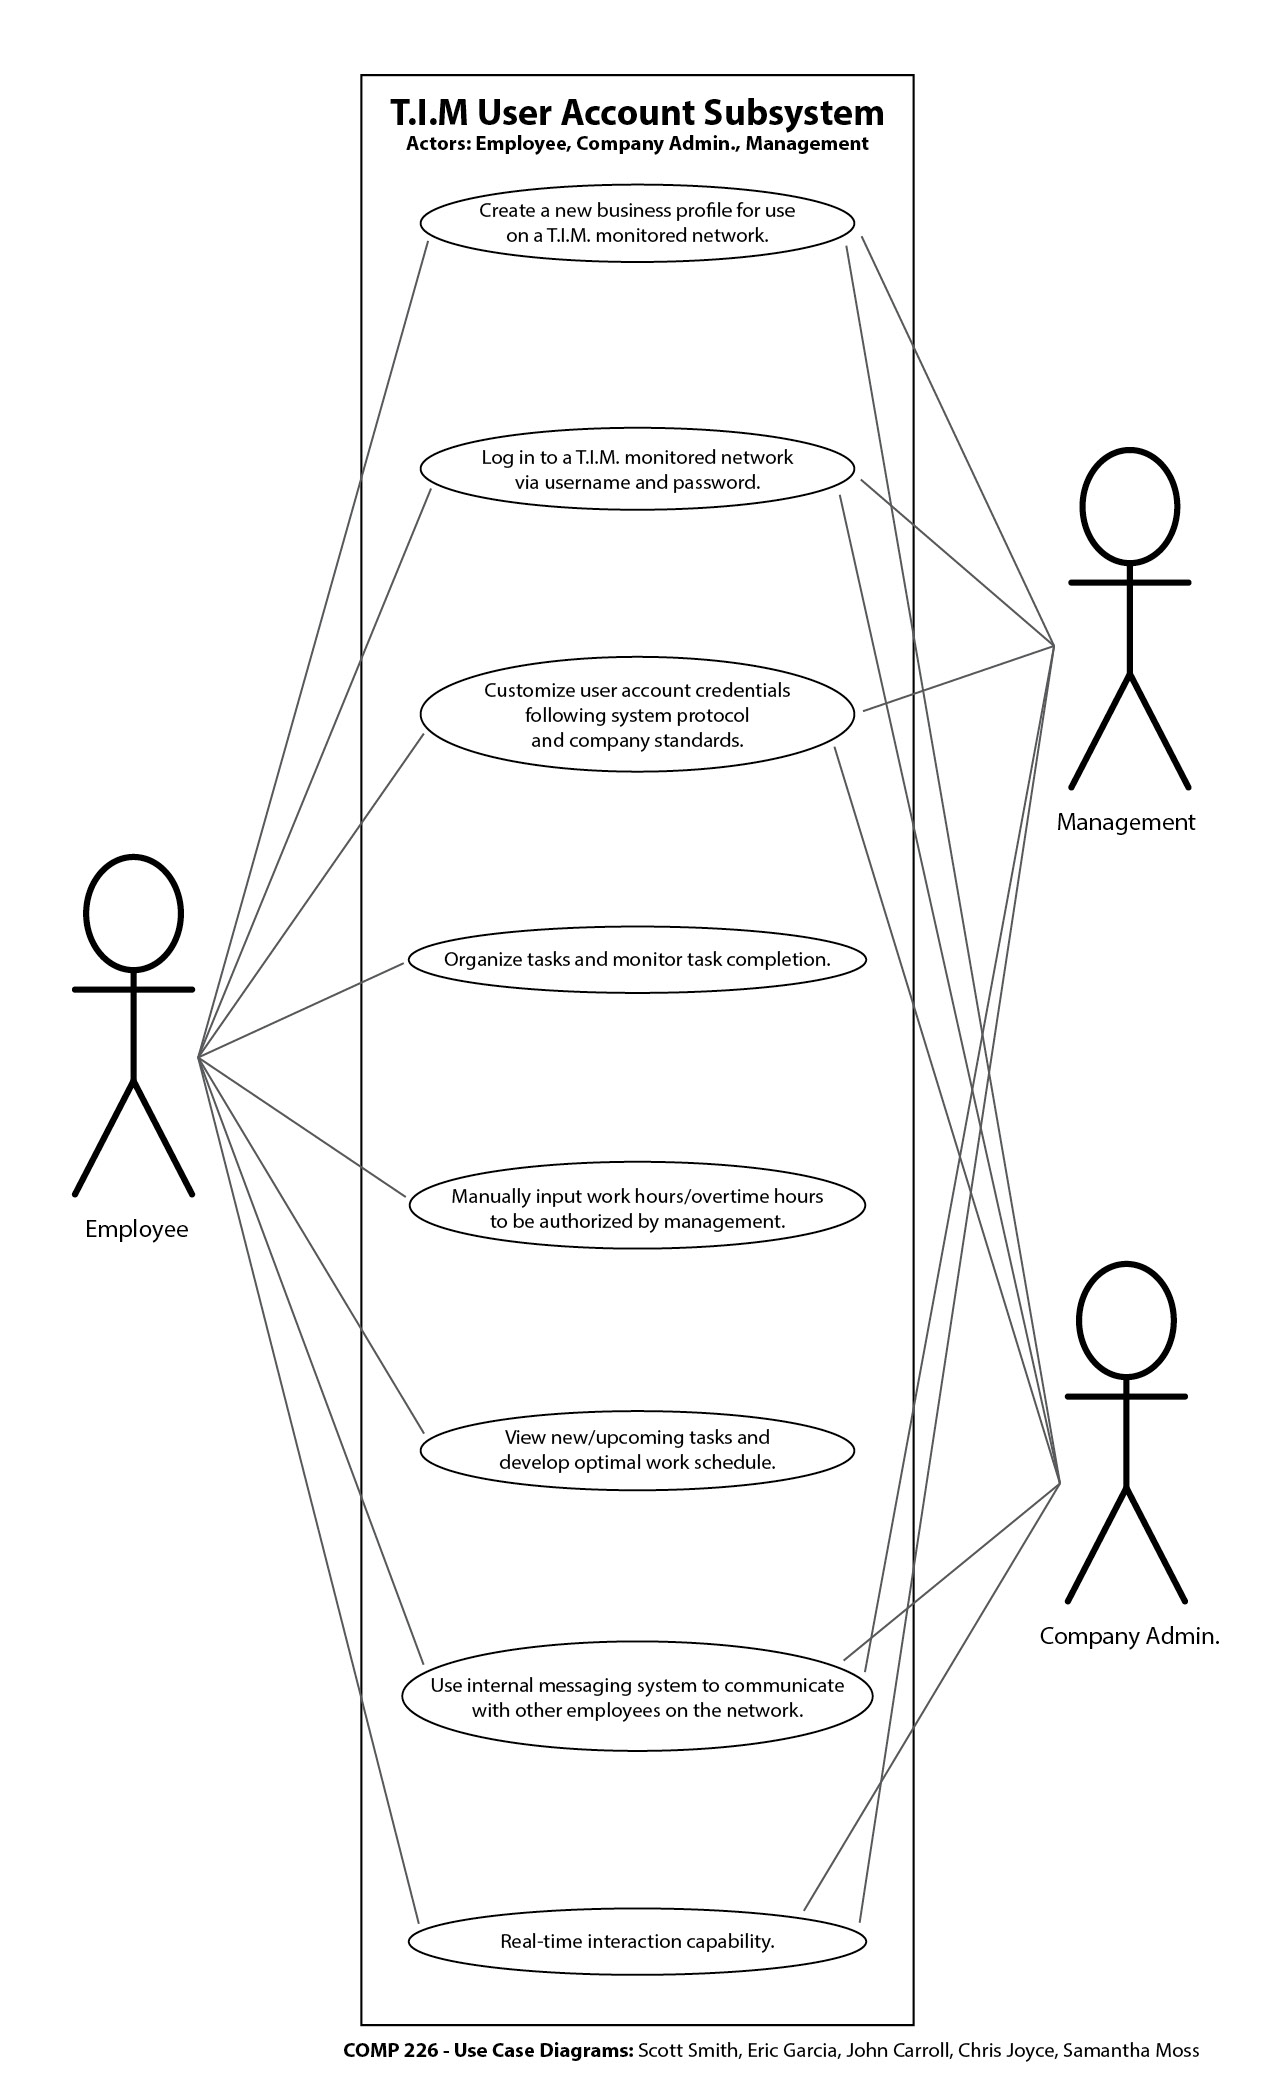 T.I.M User Account Subsystem
Actors: Employee, Company Admin., Management
Create a new business profile for use
on a T.I.M. monitored network.
Log in to a T.I.M. monitored network
via username and password.
Customize user account credentials
following system protocol
and company standards.
Management
Organize tasks and monitor task completion.
Manually input work hours/overtime hours
to be authorized by management.
Employee
View new/upcoming tasks and
develop optimal work schedule.
Company Admin.
Use internal messaging system to communicate
with other employees on the network.
Real-time interaction capability.
COMP 226 - Use Case Diagrams: Scott Smith, Eric Garcia, John Carroll, Chris Joyce, Samantha Moss